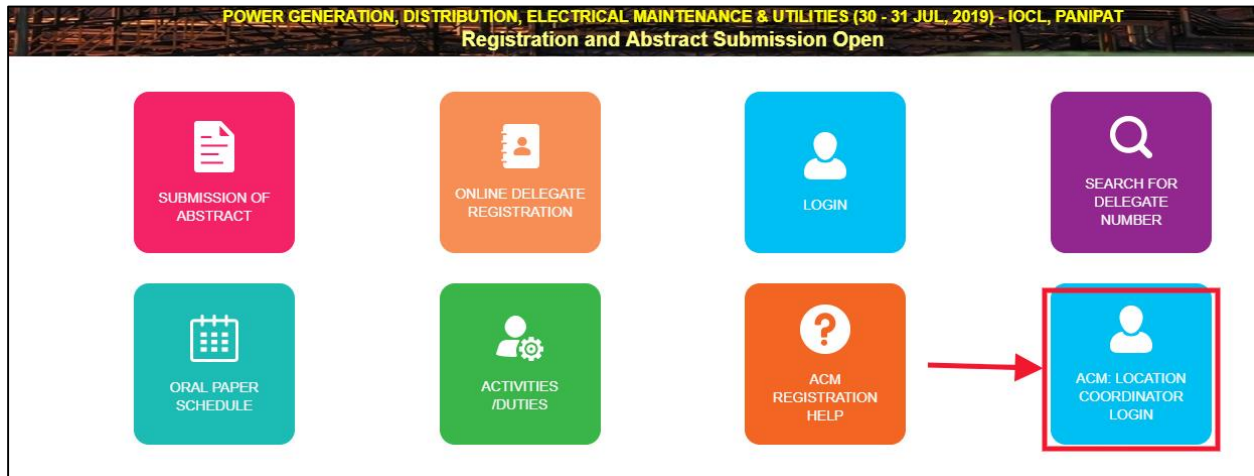 POWER GENERATION, DISTRIBUTION, ELECTRICAL MAINTENANCE & UTILITIES (30 - 31 JUL, 2019) - IOCL, PANIPAT
Registration and Abstract Submission Open
SUBMISSION OF
ABSTRACT
ONLINE DELEGATE
REGISTRATION
LOGIN
SEARCH FOR
DELEGATE
NUMBER
ORAL PAPER
SCHEDULE
ACTIVITIES
/DUTIES
ACM
REGISTRATION
HELP
ACM: LOCATION
COORDINATOR
LOGIN